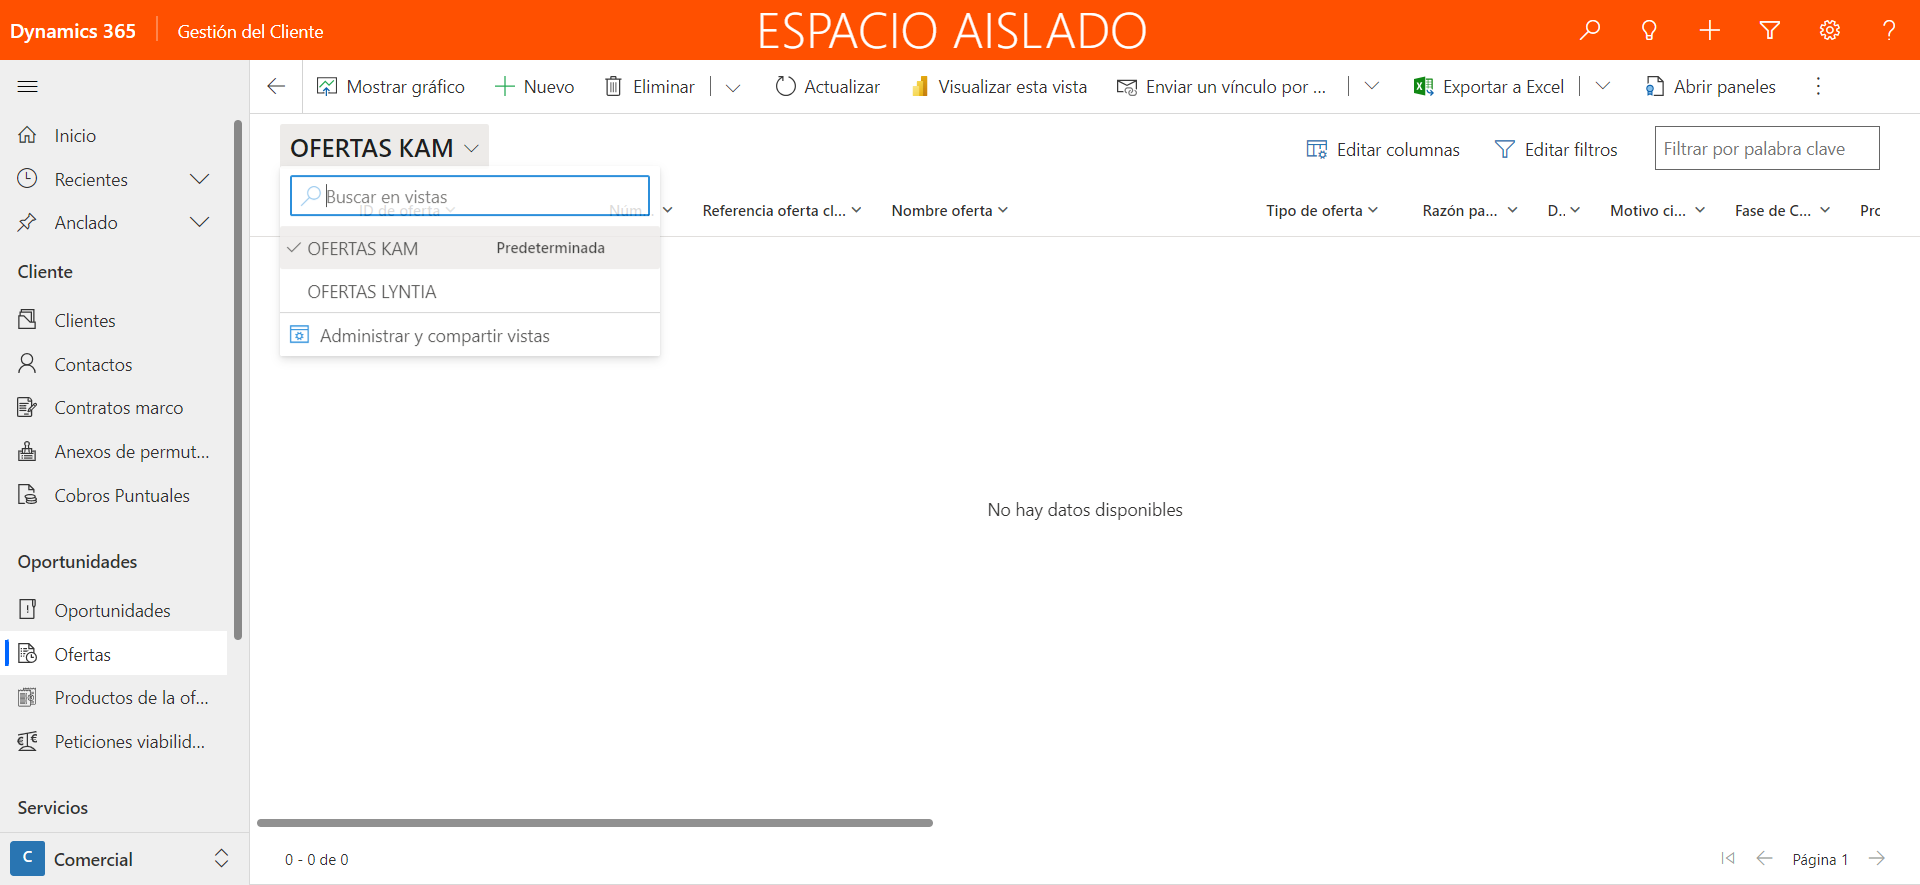 Dynamics 365
Gestión del Cliente
ESPACIO AISLADO
Mostrar gráfico
Nuevo
Eliminar
Actualizar
Visualizar esta vista
Enviar un vínculo por ...
Exportar a Excel
Abrir paneles
Inicio
Recientes
Anclado
Cliente
Clientes
Contactos
Contratos marco
Anexos de permut...
Cobros Puntuales
Oportunidades
Oportunidades
Ofertas
Productos de la of...
Peticiones viabilid...
Servicios
C
Comercial
OFERTAS KAM
Editar columnas
Editar filtros
Filtrar por palabra clave
Buscar en vistas
ID de oferta
Núm...
Referencia oferta cl...
Nombre oferta
Tipo de oferta
Razón pa...
D..
Motivo ci...
Fase de C...
Prc
OFERTAS KAM
Predeterminada
OFERTAS LYNTIA
Administrar y compartir vistas
No hay datos disponibles
0 - 0 de 0
Página 1